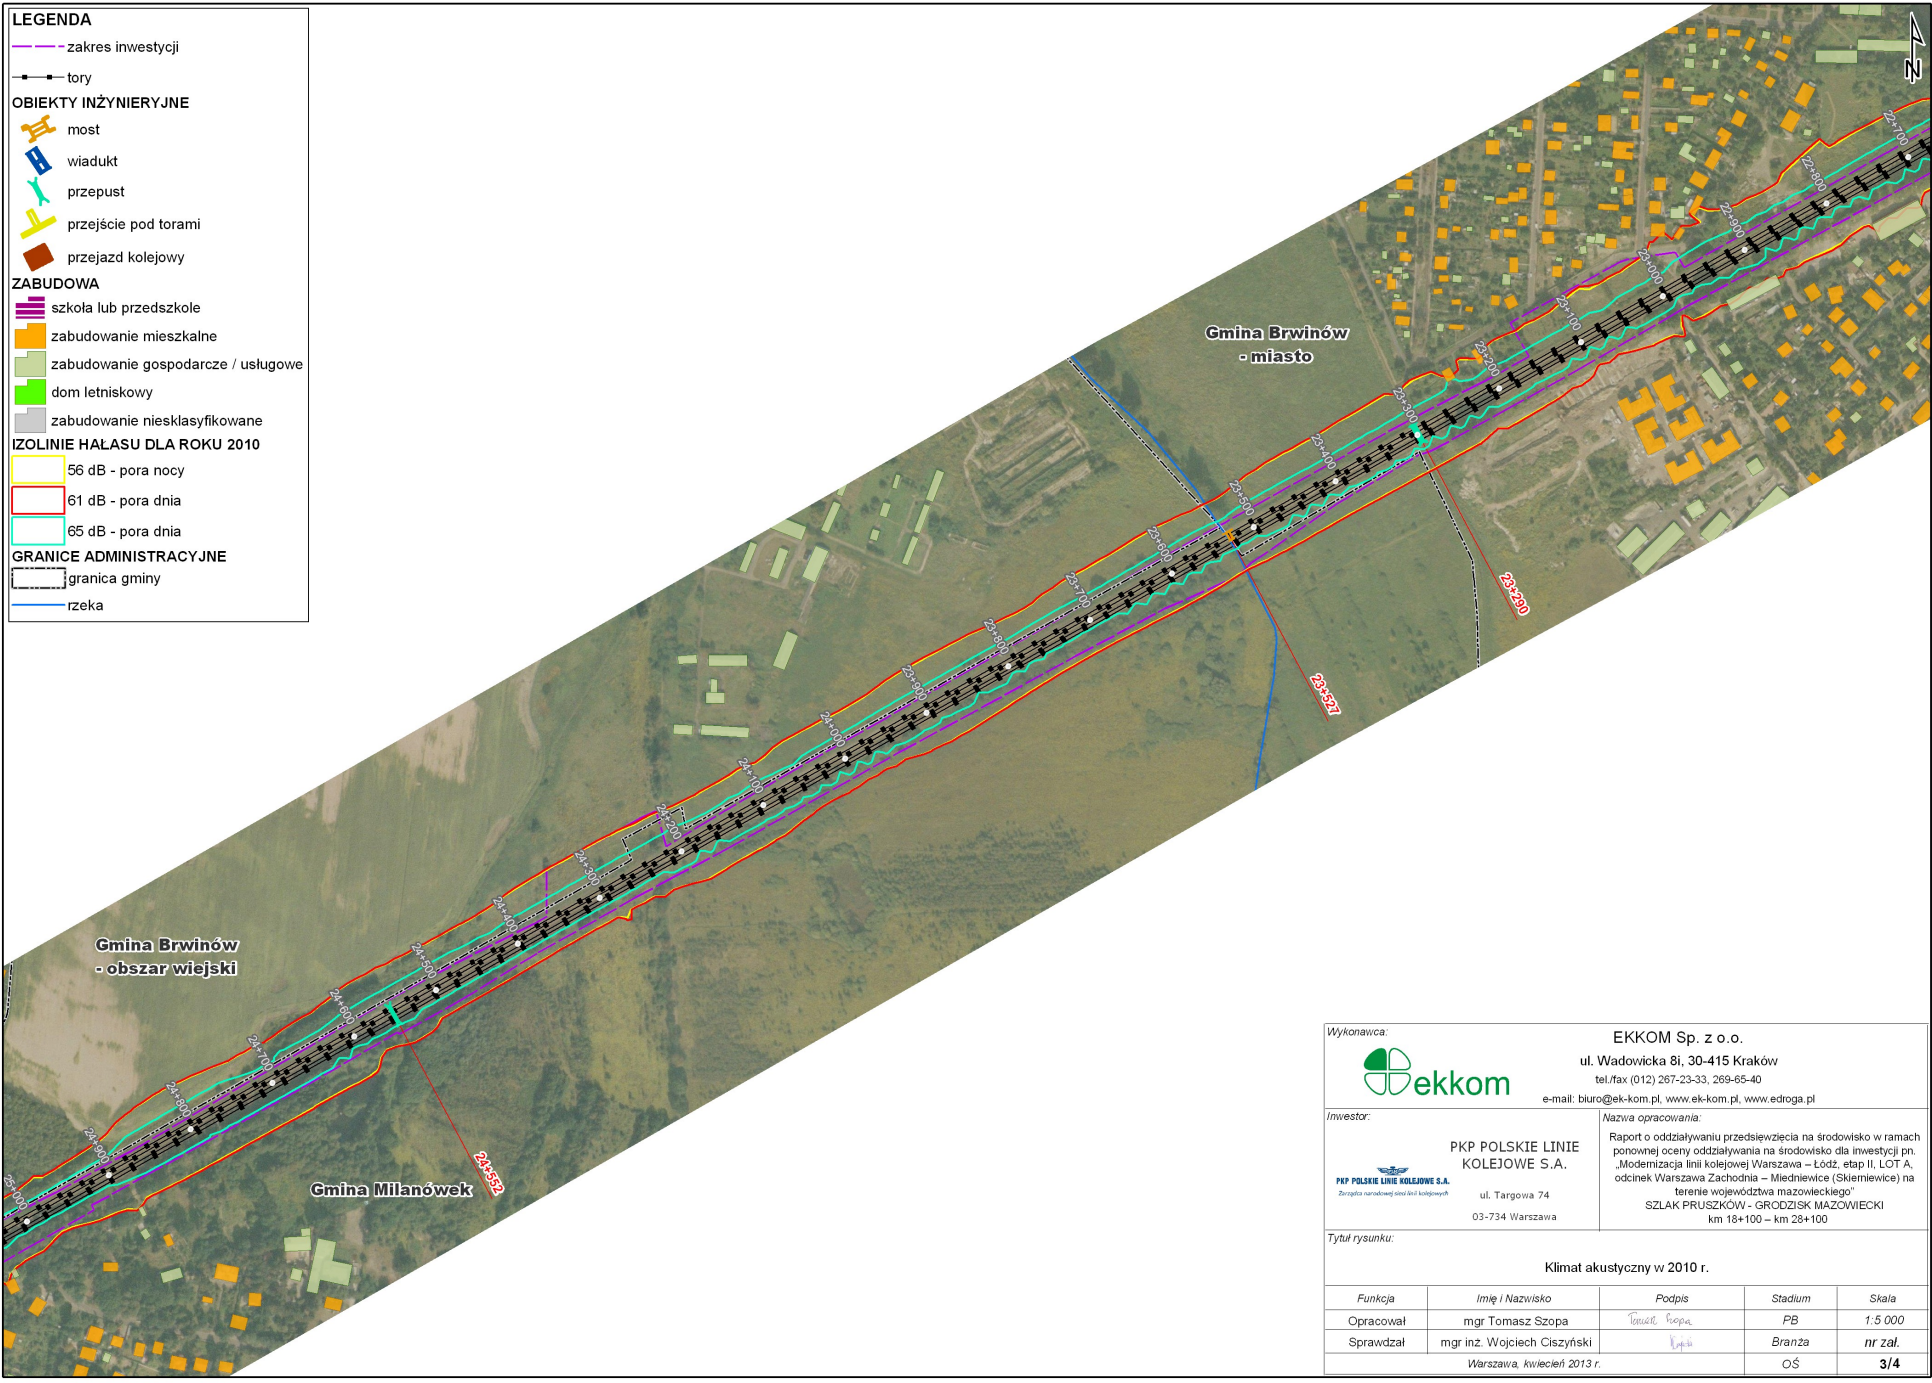 LEGENDA
zakres inwestycji
tory
OBIEKTY INŻYNIERYJNE
most
wiadukt
przepust
przejście pod torami
przejazd kolejowy
ZABUDOWA
szkoła lub przedszkole
zabudowanie mieszkalne
zabudowanie gospodarcze / usługowe
dom letniskowy
zabudowanie niesklasyfikowane
IZOLINIE HAŁASU DLA ROKU 2010
56 dB - pora nocy
61 dB - pora dnia
65 dB - pora dnia
GRANICE ADMINISTRACYJNE
granica gminy
rzeka
N
22+700
22+800
22+900
23+000
23+100
23+200
23+300
23+400
23+500
23+600
23+700
23+800
23+900
24+000
24+100
24+200
24+300
24+400
24+500
24+600
24+700
24+800
24+900
25+000
Gmina Brwinów
- miasto
23+290
23+527
24+552
Gmina Brwinów
- obszar wiejski
Gmina Milanówek
Wykonawca:
ekkom
EKKOM Sp. z o.o.
ul. Wadowicka 8i, 30-415 Kraków
tel./fax (012) 267-23-33, 269-65-40
e-mail: biuro@ek-kom.pl, www.ek-kom.pl, www.edroga.pl
Inwestor:
PKP POLSKIE LINIE KOLEJOWE S.A.
Zarządca narodowej sieci linii kolejowych
PKP POLSKIE LINIE
KOLEJOWE S.A.
ul. Targowa 74
03-734 Warszawa
Nazwa opracowania:
Raport o oddziaływaniu przedsięwzięcia na środowisko w ramach
ponownej oceny oddziaływania na środowisko dla inwestycji pn.
„Modernizacja linii kolejowej Warszawa – Łódź, etap II, LOT A,
odcinek Warszawa Zachodnia – Miedniewice (Skierniewice) na
terenie województwa mazowieckiego”
SZLAK PRUSZKÓW - GRODZISK MAZOWIECKI
km 18+100 – km 28+100
Tytuł rysunku:
Klimat akustyczny w 2010 r.
Funkcja Imię i Nazwisko Podpis Stadium Skala
Opracował mgr Tomasz Szopa Tomasz Szopa PB 1:5 000
Sprawdzał mgr inż. Wojciech Ciszyński Branża nr zał.
Warszawa, kwiecień 2013 r. OŚ 3/4